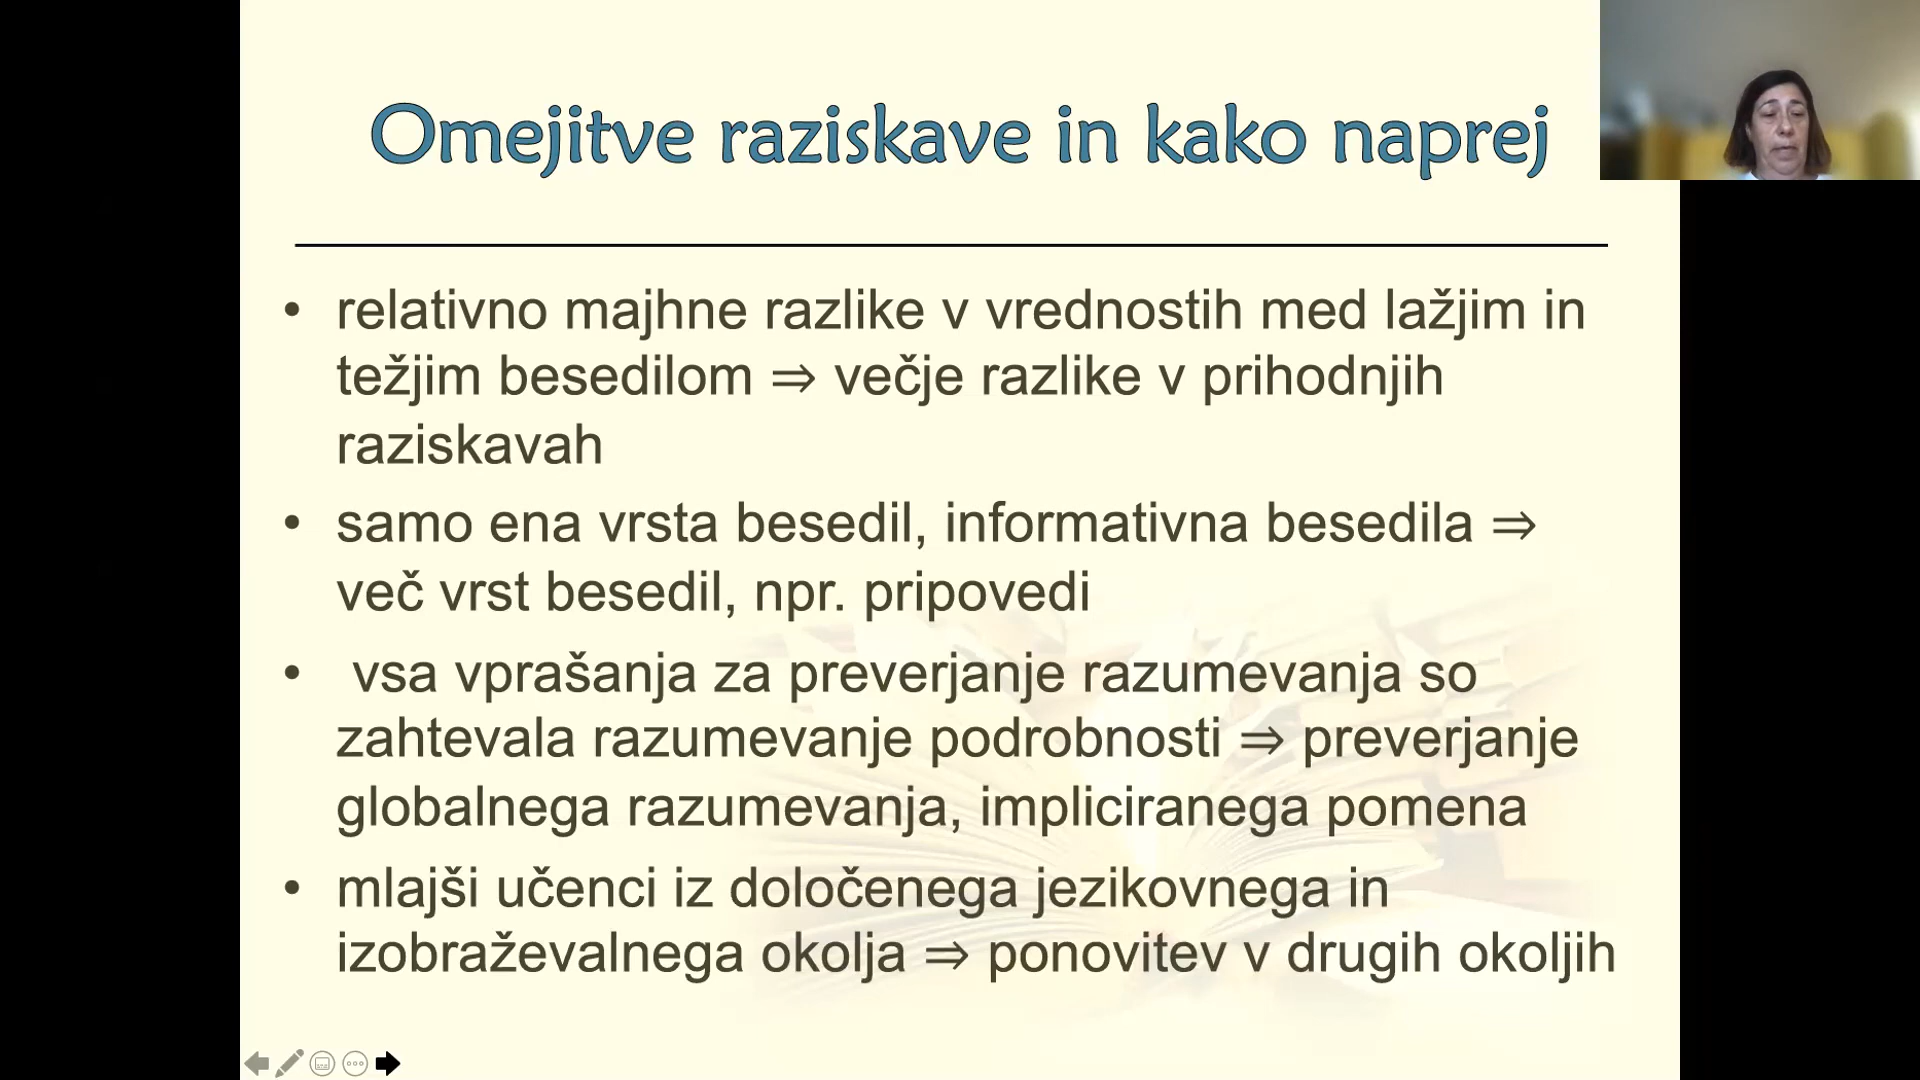 Omejitve raziskave in kako naprej
• relativno majhne razlike v vrednostih med lažjim in
težjim besedilom ⇒ večje razlike v prihodnjih
raziskavah
• samo ena vrsta besedil, informativna besedila ⇒
več vrst besedil, npr. pripovedi
• vsa vprašanja za preverjanje razumevanja so
zahtevala razumevanje podrobnosti ⇒ preverjanje
globalnega razumevanja, impliciranega pomena
• mlajši učenci iz določenega jezikovnega in
izobraževalnega okolja ⇒ ponovitev v drugih okoljih